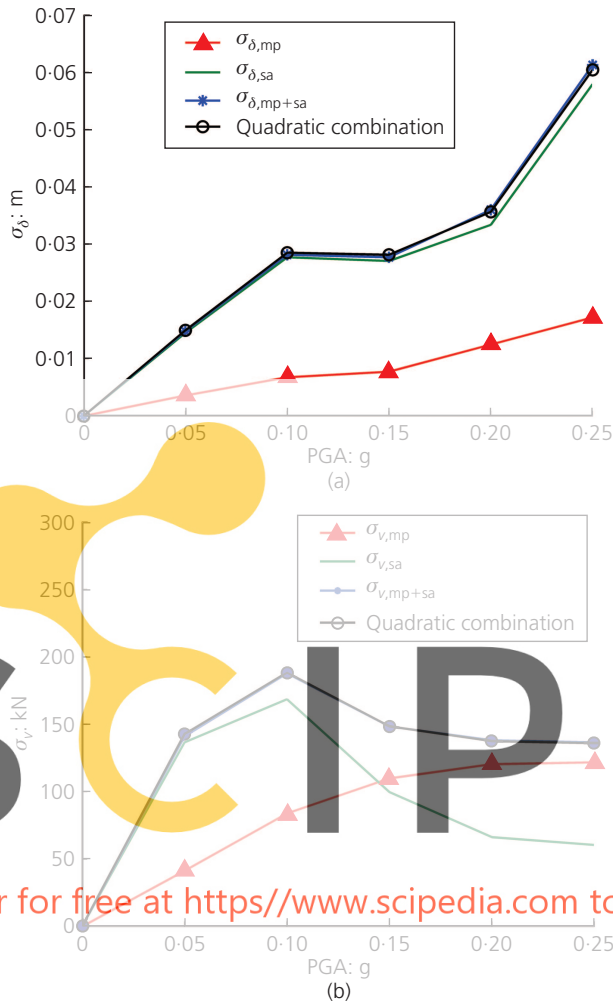 0·07
σδ,mp
σδ,sa
σδ,mp+sa
Quadratic combination
0·06
0·05
0·04
0·03
0·02
0·01
0
σδ: m
0 0·05 0·10 0·15 0·20 0·25
PGA: g
(a)
300
σv,mp
σv,sa
σv,mp+sa
Quadratic combination
250
200
150
100
50
0
σv: kN
SCIP
r for free at https//www.scipedia.com to
0 0·05 0·10 0·15 0·20 0·25
PGA: g
(b)